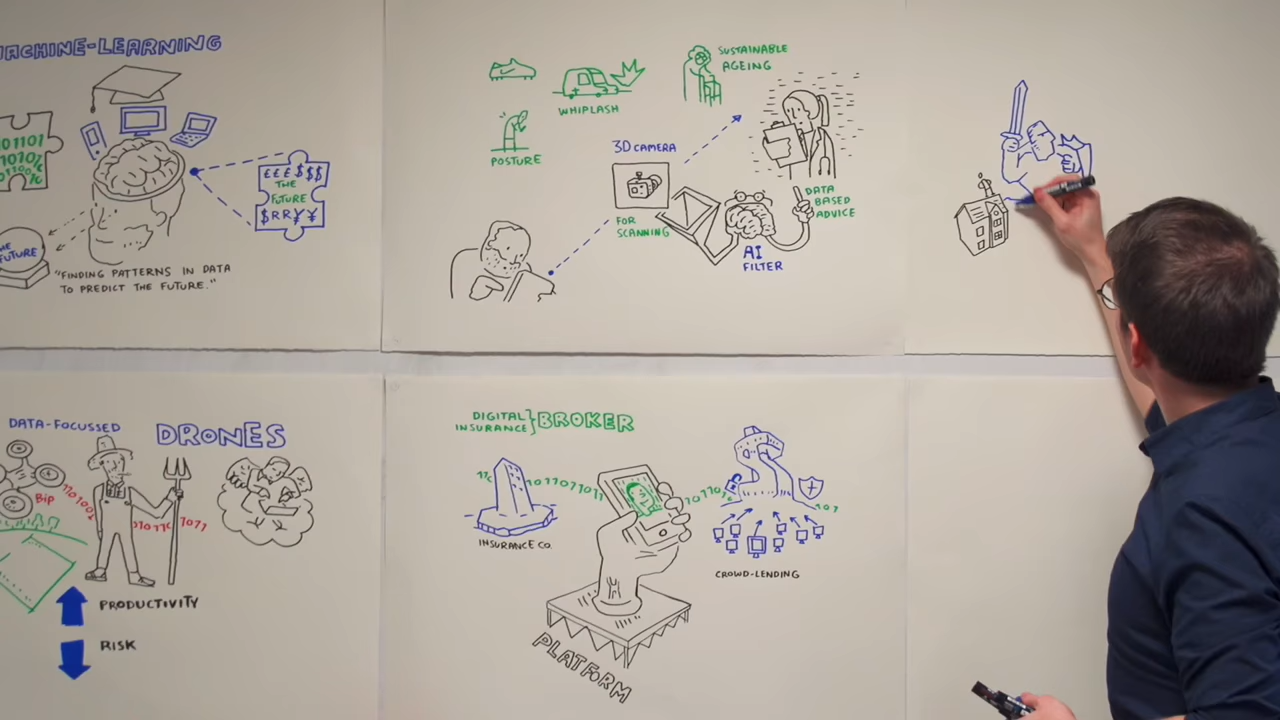 MACHINE-LEARNING
£££$$$
THE
FUTURE
$RR¥¥
THE
FUTURE
"FINDING PATTERNS IN DATA
TO PREDICT THE FUTURE."
SUSTAINABLE
AGEING
WHIPLASH
POSTURE
3D CAMERA
FOR
SCANNING
DATA
BASED
ADVICE
AI
FILTER
DATA-FOCUSSED
DRONES
Bip
PRODUCTIVITY
RISK
DIGITAL
INSURANCE
BROKER
INSURANCE CO.
CROWD-LENDING
PLATFORM